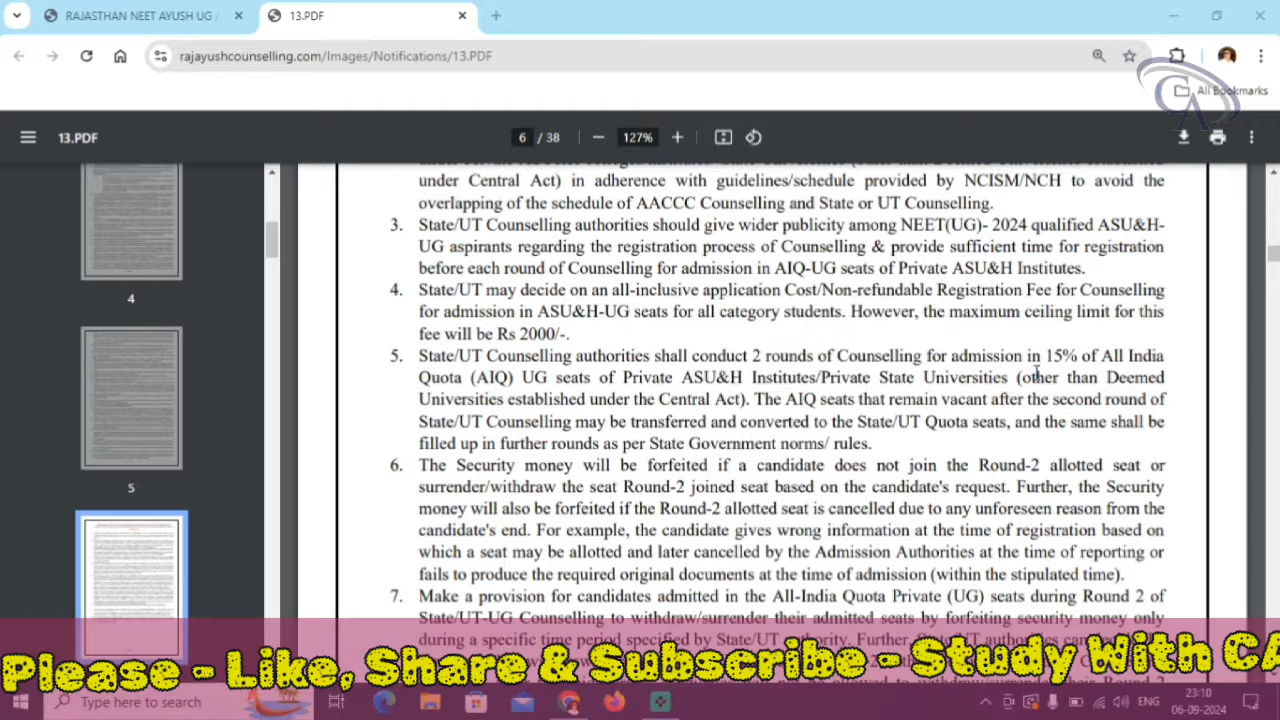 RAJASTHAN NEET AYUSH UG /
13.PDF
rajayushcounselling.com/Images/Notifications/13.PDF
All Bookmarks
CA
13.PDF
6 / 38
127%
under Central Act) in adherence with guidelines/schedule provided by NCISM/NCH to avoid the
overlapping of the schedule of AACCC Counselling and State or UT Counselling.
3. State/UT Counselling authorities should give wider publicity among NEET(UG)- 2024 qualified ASU&H-
UG aspirants regarding the registration process of Counselling & provide sufficient time for registration
before each round of Counselling for admission in AIQ-UG seats of Private ASU&H Institutes.
4. State/UT may decide on an all-inclusive application Cost/Non-refundable Registration Fee for Counselling
for admission in ASU&H-UG seats for all category students. However, the maximum ceiling limit for this
fee will be Rs 2000/-.
5. State/UT Counselling authorities shall conduct 2 rounds of Counselling for admission in 15% of All India
Quota (AIQ) UG seats of Private ASU&H Institutes/Private State Universities (other than Deemed
Universities established under the Central Act). The AIQ seats that remain vacant after the second round of
State/UT Counselling may be transferred and converted to the State/UT Quota seats, and the same shall be
filled up in further rounds as per State Government norms/ rules.
6. The Security money will be forfeited if a candidate does not join the Round-2 allotted seat or
surrender/withdraw the seat Round-2 joined seat based on the candidate's request. Further, the Security
money will also be forfeited if the Round-2 allotted seat is cancelled due to any unforeseen reason from the
candidate's end. For example, the candidate gives wrong information at the time of registration based on
which a seat may be allotted and later cancelled by the Admission Authorities at the time of reporting or
fails to produce the required original documents at the time of admission (within the stipulated time).
7. Make a provision for candidates admitted in the All-India Quota Private (UG) seats during Round 2 of
State/UT-UG Counselling to withdraw/surrender their admitted seats by forfeiting security money only
during a specific time period specified by State/UT authority. Further, State/UT authorities
4
5
Please - Like, Share & Subscribe - Study With CA
Type here to search
ENG
23:10
06-09-2024